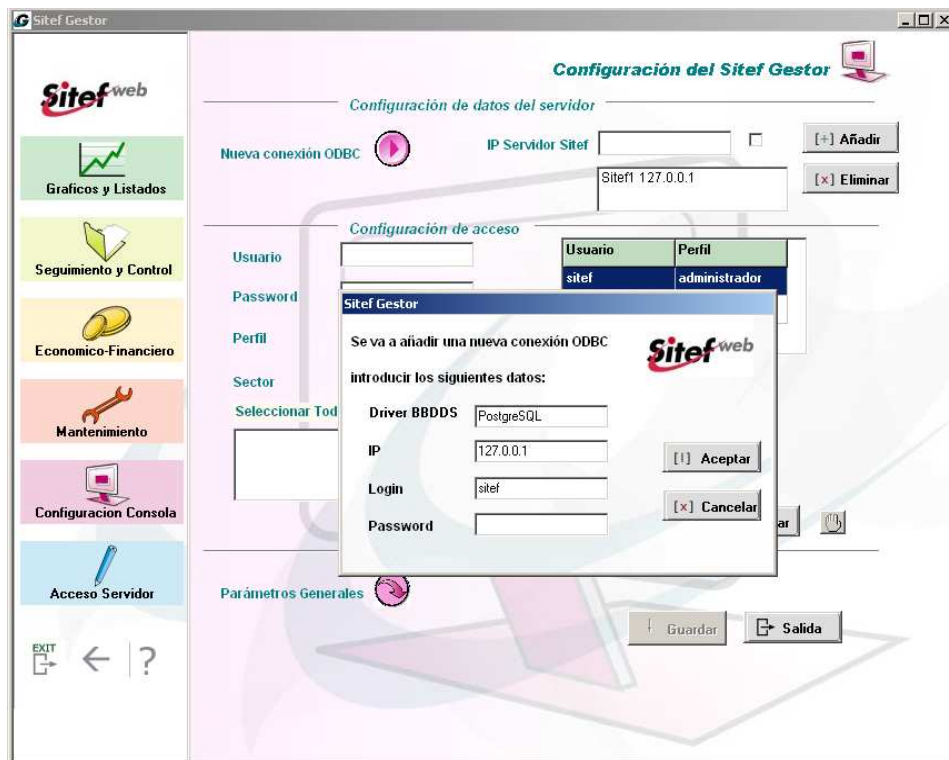 Sitef Gestor
Configuración del Sitef Gestor
Sitef web
Configuración de datos del servidor
Nueva conexión ODBC
IP Servidor Sitef
[+] Añadir
Sitef1 127.0.0.1
[x] Eliminar
Graficos y Listados
Configuración de acceso
Usuario
Usuario Perfil
sitef administrador
Seguimiento y Control
Password
Perfil
Sector
Seleccionar Tod
Economico-Financiero
Mantenimiento
Configuracion Consola
Acceso Servidor
Sitef Gestor
Se va a añadir una nueva conexión ODBC
Sitef web
introducir los siguientes datos:
Driver BBDDS PostgreSQL
IP 127.0.0.1
Login sitef
Password
[!] Aceptar
[x] Cancelar
ar
Parámetros Generales
Guardar
Salida
EXIT
?